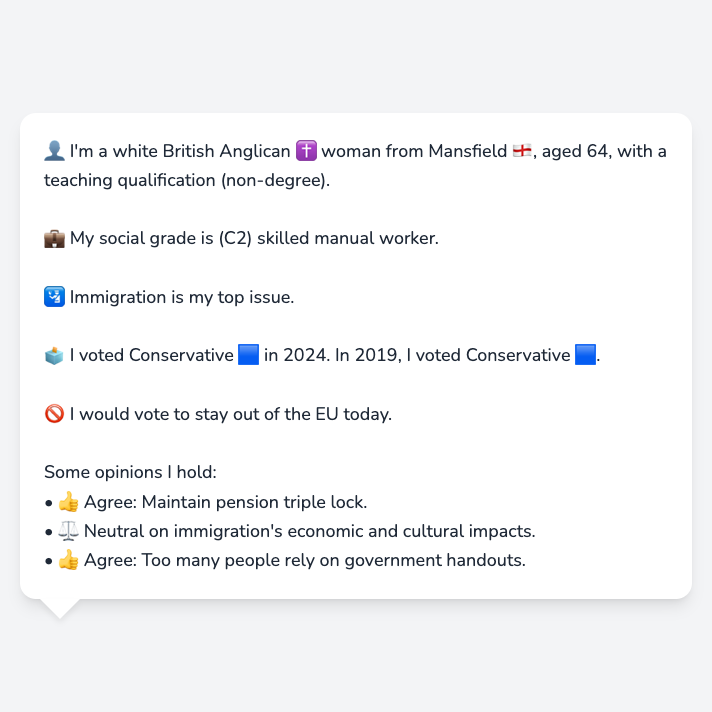 👤 I'm a white British Anglican ✝️ woman from Mansfield 🏴󠁧󠁢󠁥󠁮󠁧󠁿, aged 64, with a
teaching qualification (non-degree).
💼 My social grade is (C2) skilled manual worker.
🛂 Immigration is my top issue.
🗳️ I voted Conservative 🟦 in 2024. In 2019, I voted Conservative 🟦.
🚫 I would vote to stay out of the EU today.
Some opinions I hold:
• 👍 Agree: Maintain pension triple lock.
• ⚖️ Neutral on immigration's economic and cultural impacts.
• 👍 Agree: Too many people rely on government handouts.